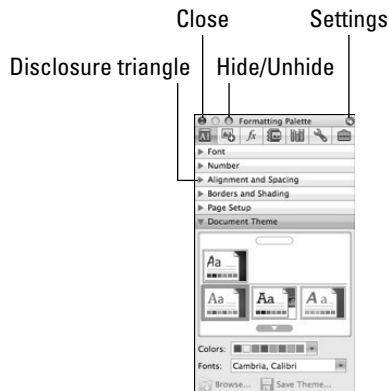 Close Settings
Disclosure triangle Hide/Unhide
Formatting Palette
fx
Font
Number
Alignment and Spacing
Borders and Shading
Page Setup
Document Theme
Aa
Aa Aa Aa
Colors:
Fonts: Cambria, Calibri
Browse... Save Theme...